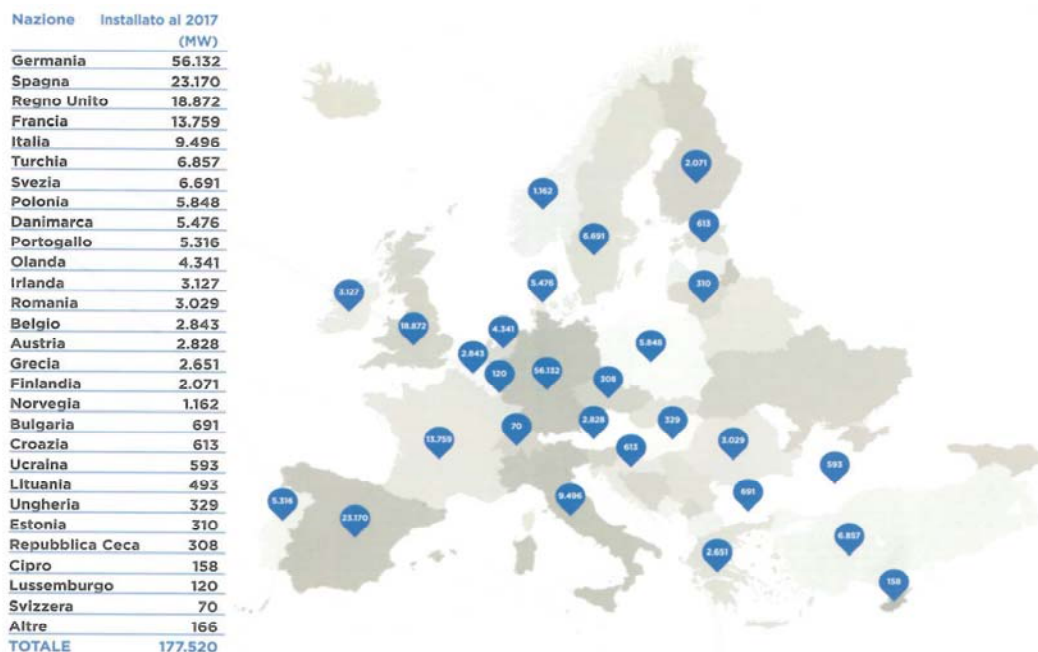 Nazione Installato al 2017
(MW)
Germania 56.132
Spagna 23.170
Regno Unito 18.872
Francia 13.759
Italia 9.496
Turchia 6.857
Svezia 6.691
Polonia 5.848
Danimarca 5.476
Portogallo 5.316
Olanda 4.341
Irlanda 3.127
Romania 3.029
Belgio 2.843
Austria 2.828
Grecia 2.651
Finlandia 2.071
Norvegia 1.162
Bulgaria 691
Croazia 613
Ucraina 593
Lituania 493
Ungheria 329
Estonia 310
Repubblica Ceca 308
Cipro 158
Lussemburgo 120
Svizzera 70
Altre 166
TOTALE 177.520
2.071
1.162
613
6.691
5.476
310
3.127
18.872
4.341
5.848
2.843
120
56.132
308
2.828
329
70
13.759
613
3.029
593
691
9.496
5.316
23.170
6.857
2.651
158